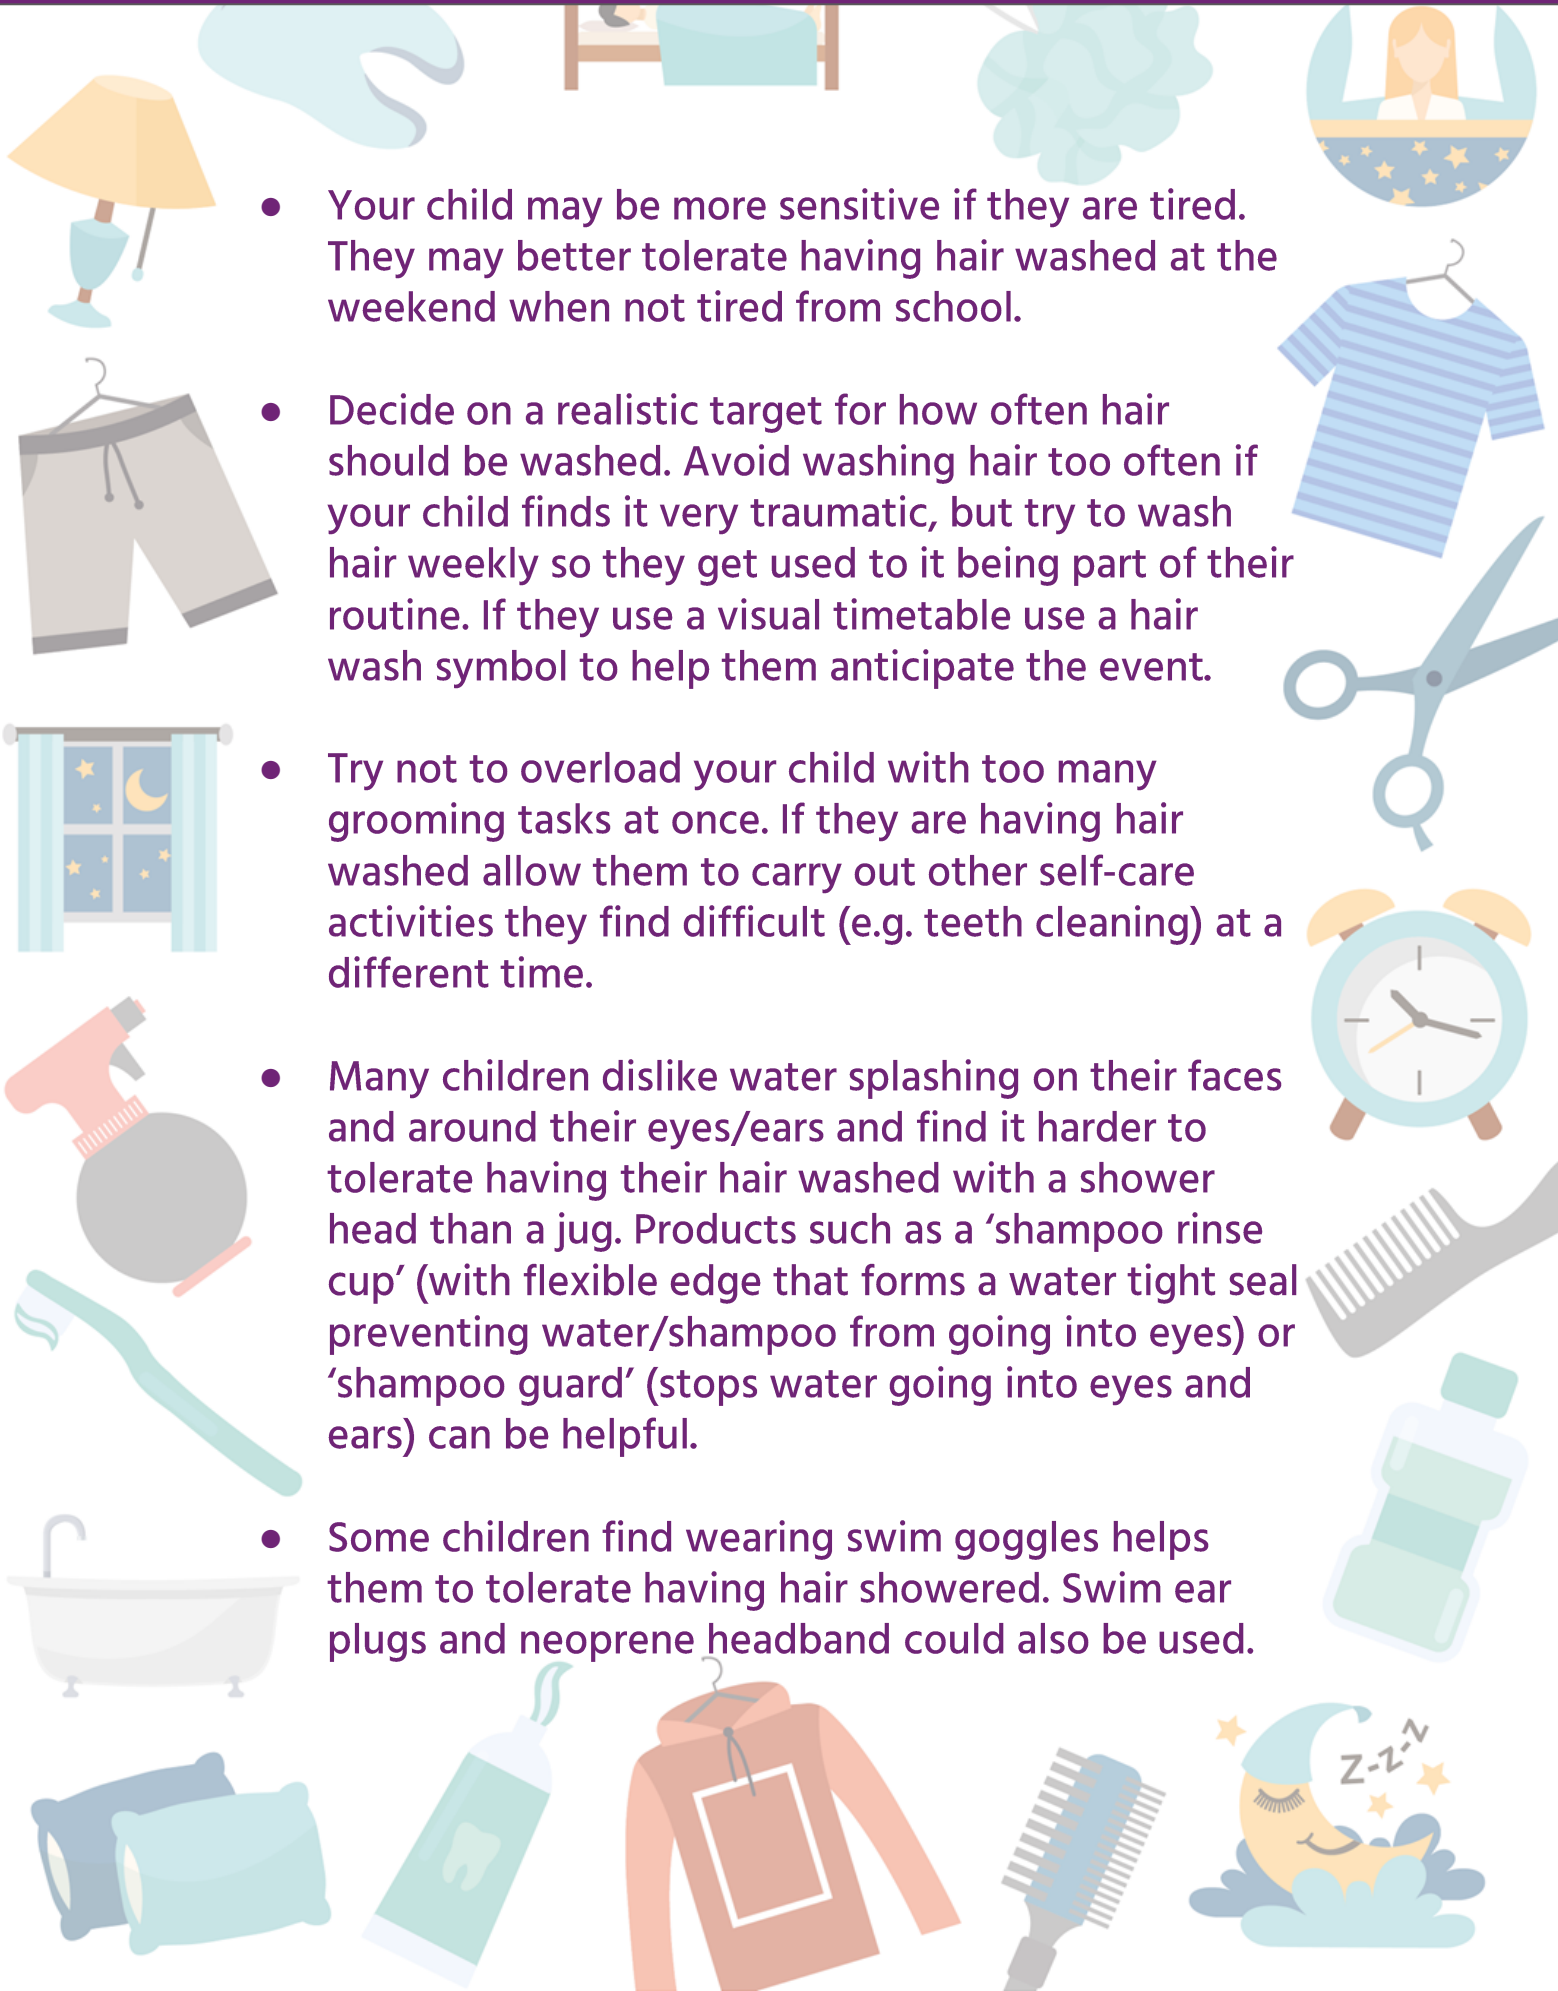 • Your child may be more sensitive if they are tired.
They may better tolerate having hair washed at the
weekend when not tired from school.
• Decide on a realistic target for how often hair
should be washed. Avoid washing hair too often if
your child finds it very traumatic, but try to wash
hair weekly so they get used to it being part of their
routine. If they use a visual timetable use a hair
wash symbol to help them anticipate the event.
• Try not to overload your child with too many
grooming tasks at once. If they are having hair
washed allow them to carry out other self-care
activities they find difficult (e.g. teeth cleaning) at a
different time.
• Many children dislike water splashing on their faces
and around their eyes/ears and find it harder to
tolerate having their hair washed with a shower
head than a jug. Products such as a ‘shampoo rinse
cup’ (with flexible edge that forms a water tight seal
preventing water/shampoo from going into eyes) or
‘shampoo guard’ (stops water going into eyes and
ears) can be helpful.
• Some children find wearing swim goggles helps
them to tolerate having hair showered. Swim ear
plugs and neoprene headband could also be used.
Z-Z-Z